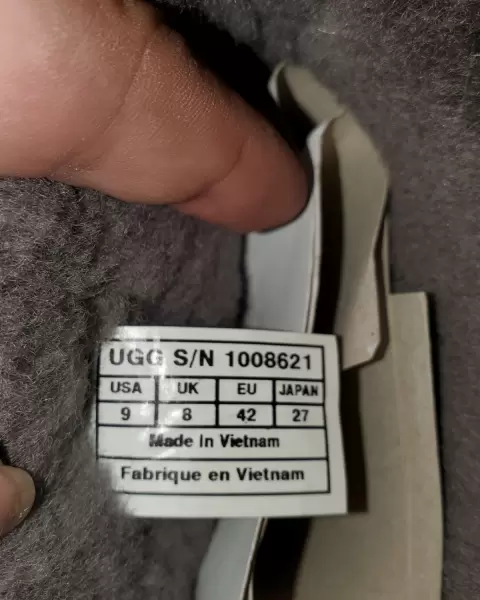 UGG S/N 1008621
USA UK EU JAPAN
9 8 42 27
Made In Vietnam
Fabrique en Vietnam